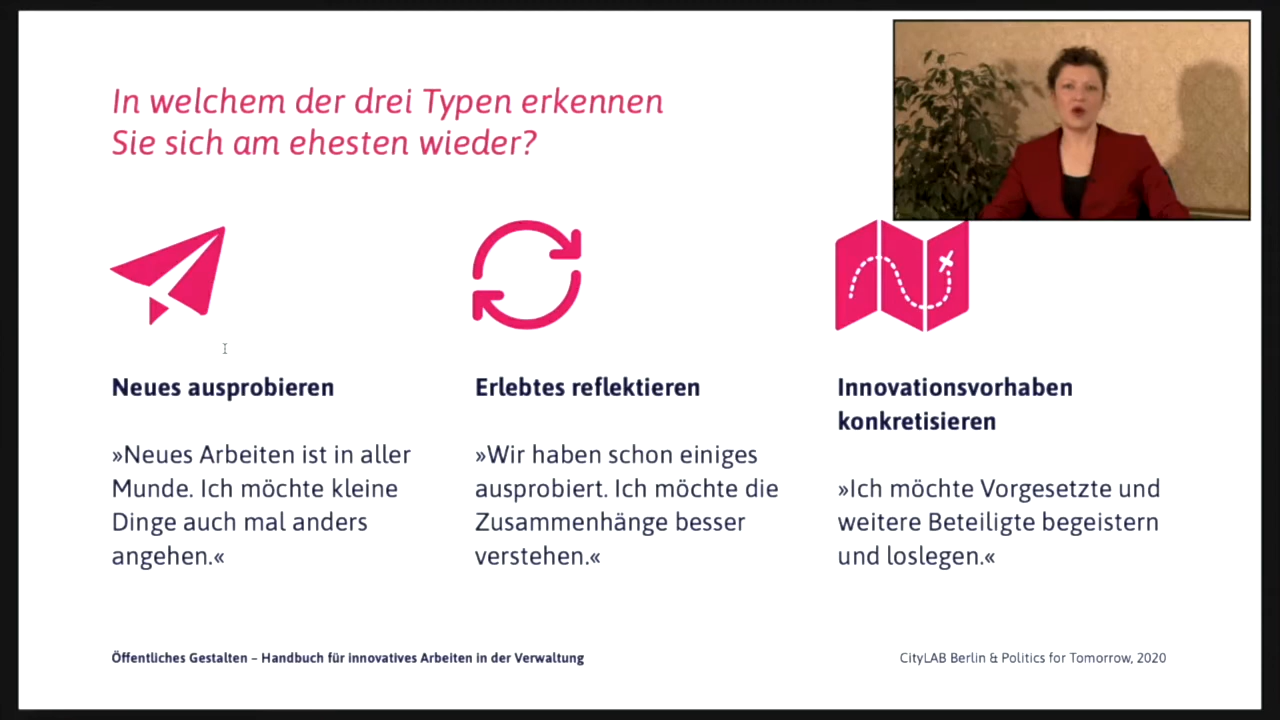 In welchem der drei Typen erkennen
Sie sich am ehesten wieder?
Neues ausprobieren
»Neues Arbeiten ist in aller
Munde. Ich möchte kleine
Dinge auch mal anders
angehen.«
Erlebtes reflektieren
»Wir haben schon einiges
ausprobiert. Ich möchte die
Zusammenhänge besser
verstehen.«
Innovationsvorhaben
konkretisieren
»Ich möchte Vorgesetzte und
weitere Beteiligte begeistern
und loslegen.«
Öffentliches Gestalten – Handbuch für innovatives Arbeiten in der Verwaltung
CityLAB Berlin & Politics for Tomorrow, 2020